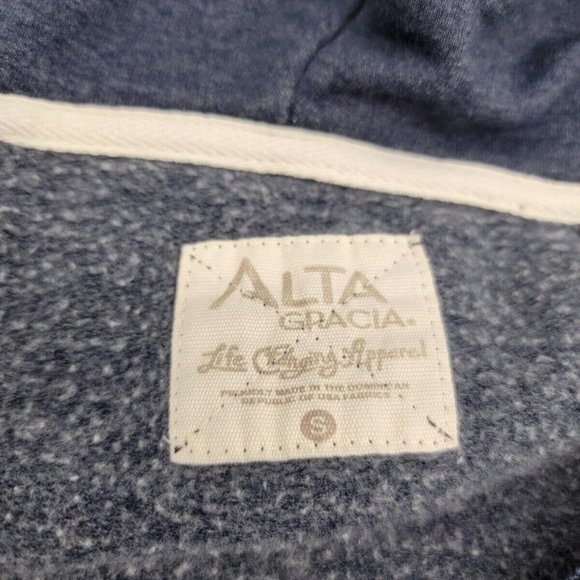 ALTA
GRACIA®
Life Changing Apparel
PROUDLY MADE IN THE DOMINICAN
REPUBLIC OF USA FABRICS
S